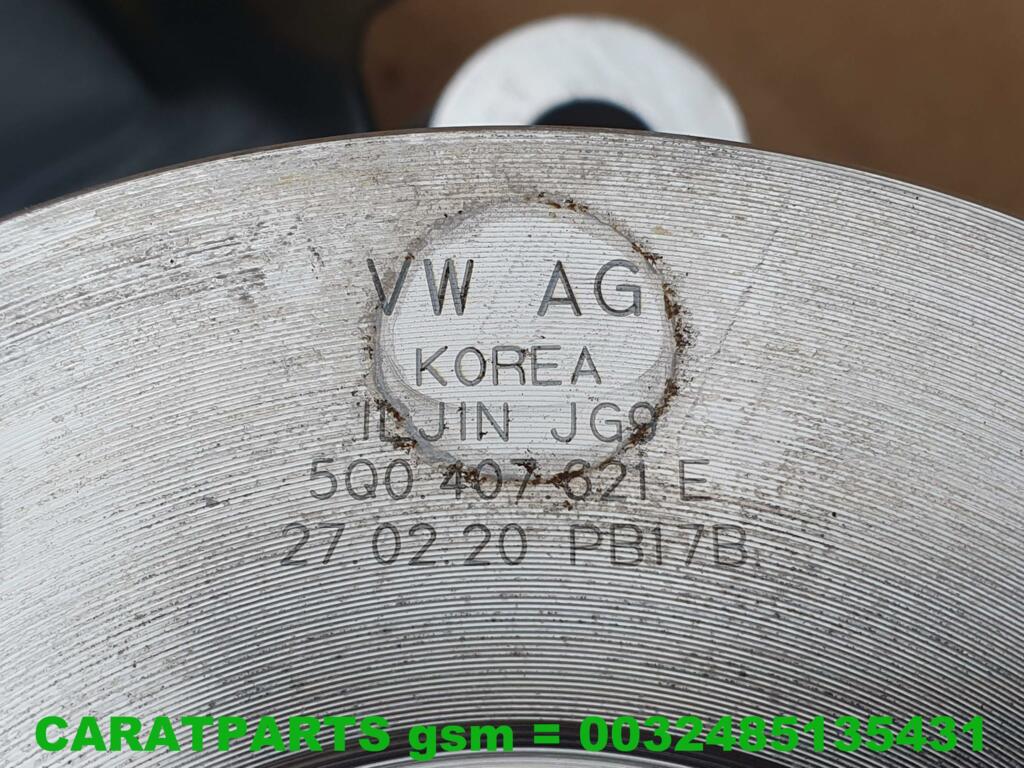 VW AG
KOREA
ILJIN JG9
5Q0.407.621.E
27.02.20 PB17B
CARATPARTS gsm = 0032485135431